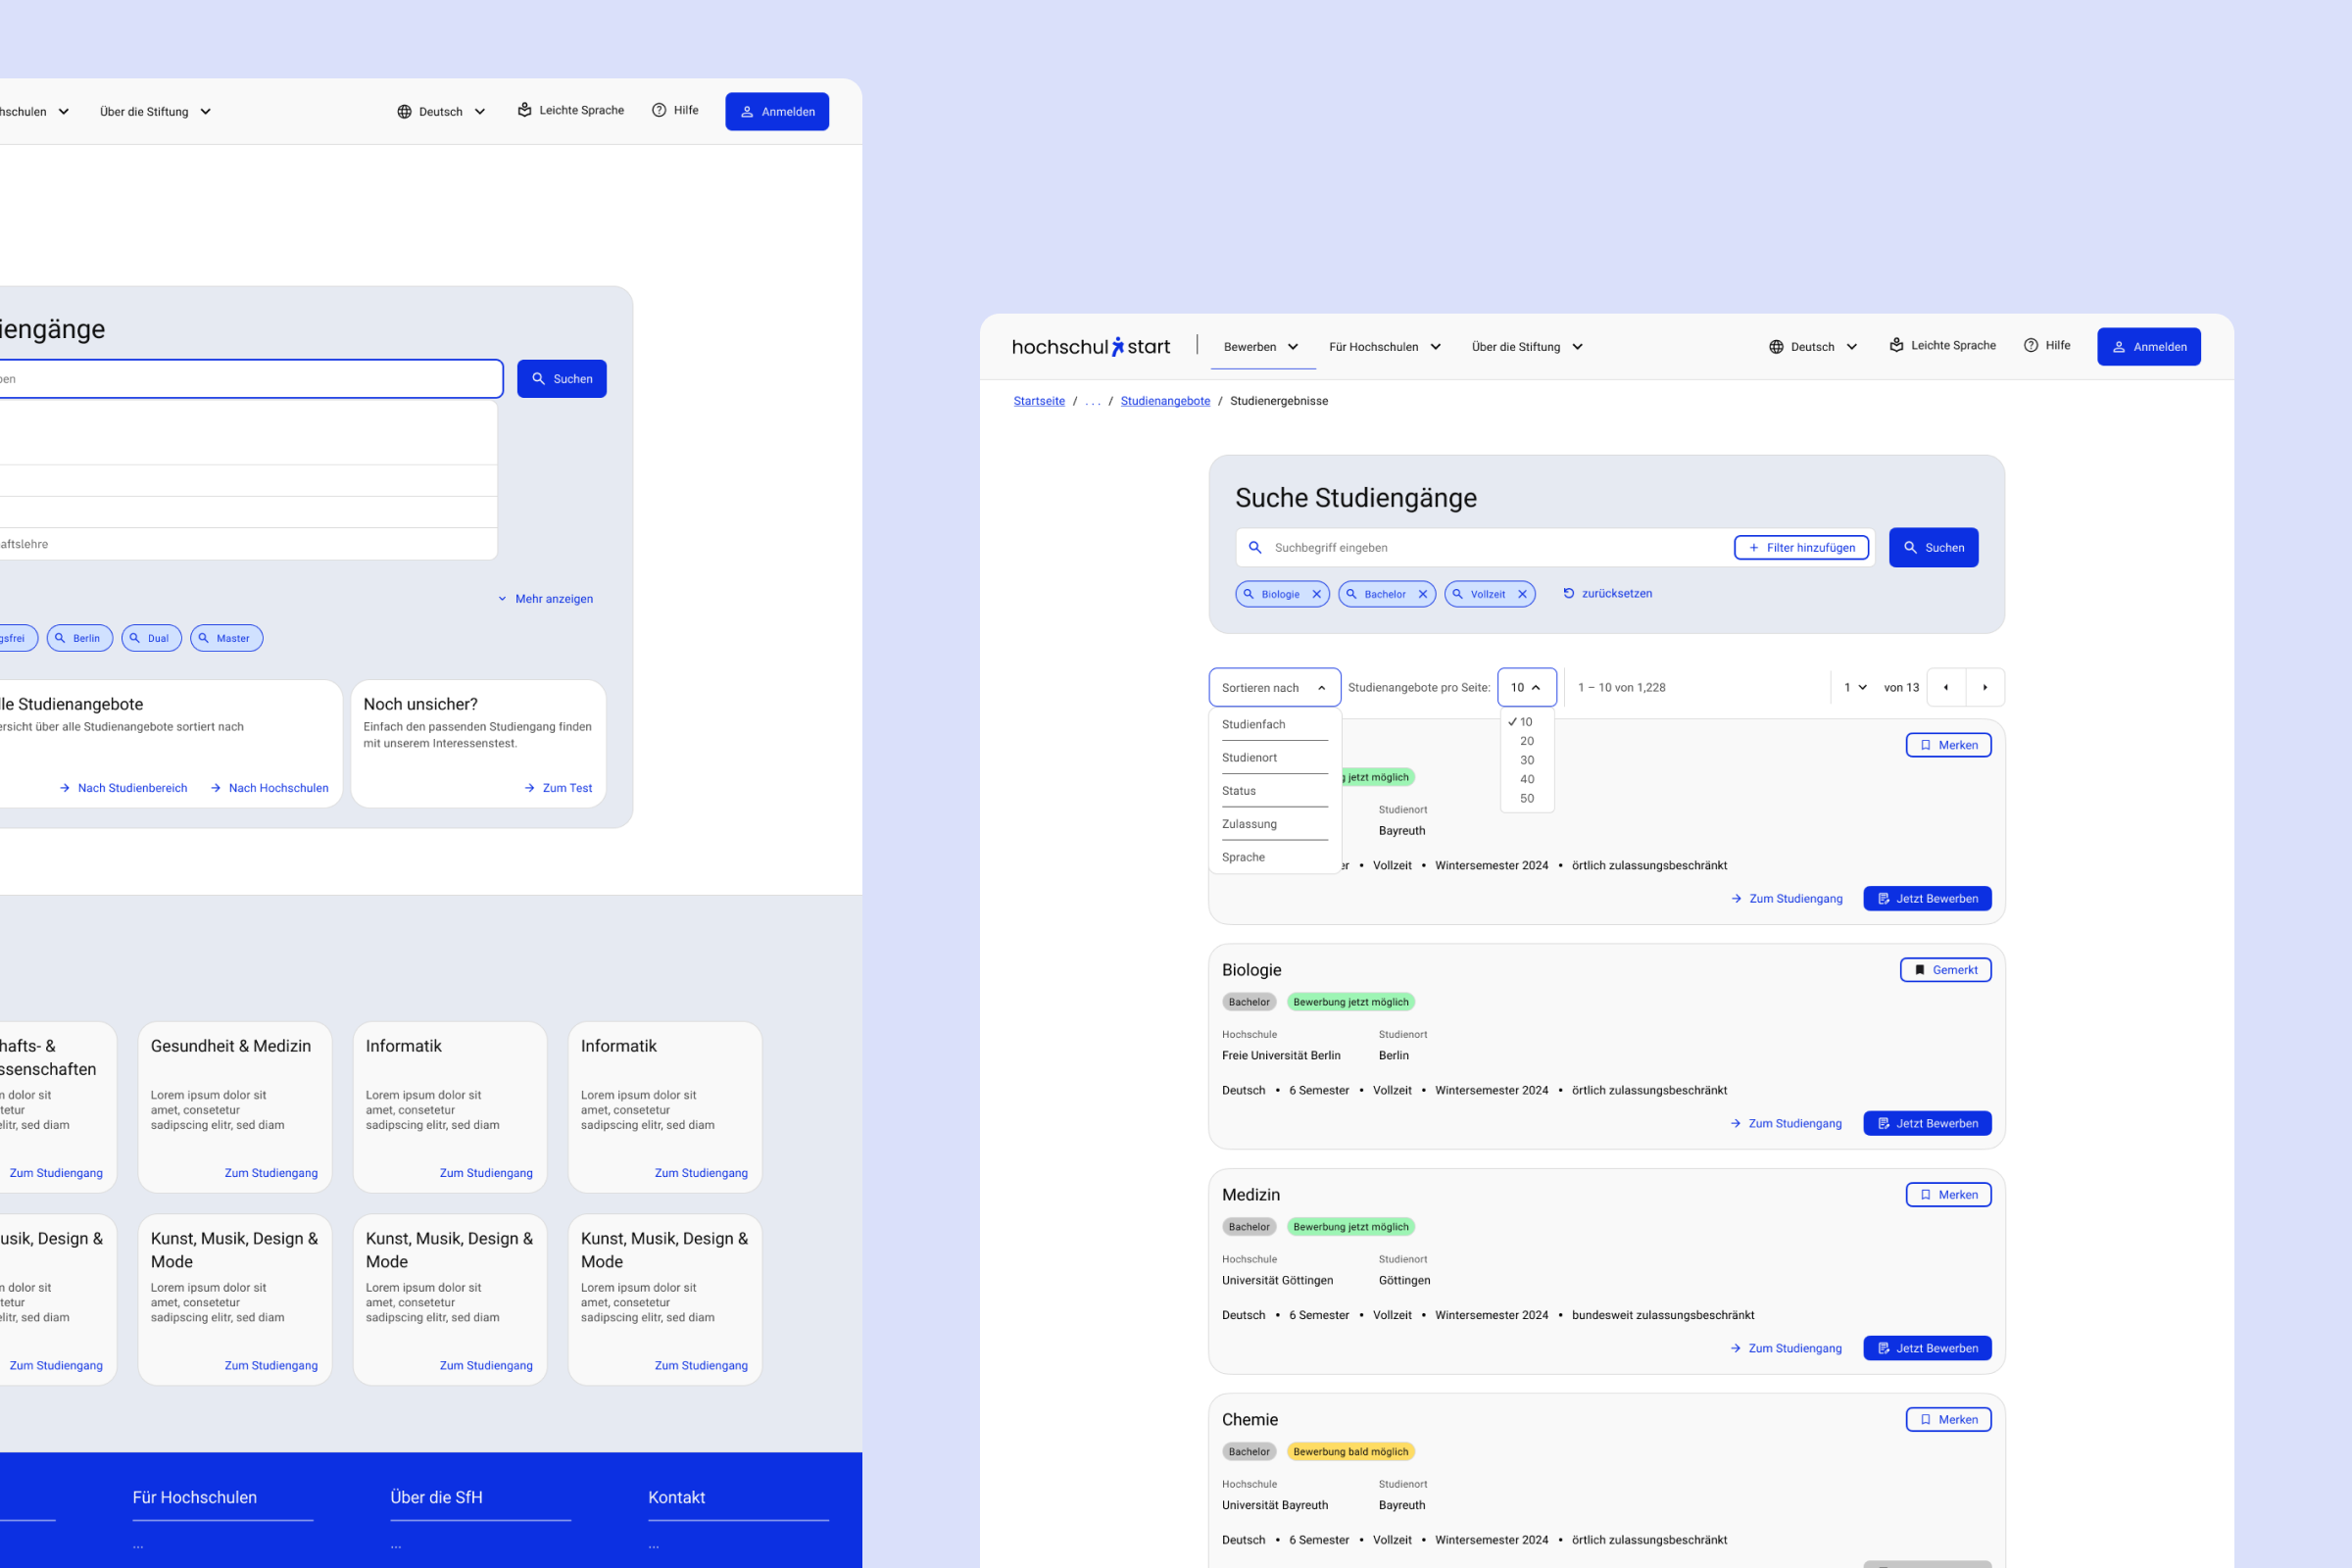 Über die Stiftung
Deutsch
Leichte Sprache
Hilfe
Anmelden
Suchen
Mehr anzeigen
Berlin
Dual
Master
Studienangebote
über alle Studienangebote sortiert nach
Nach Studienbereich
Nach Hochschulen
Noch unsicher?
Einfach den passenden Studiengang finden
mit unserem Interessenstest.
Zum Test
&
dolor sit
sed diam
Zum Studiengang
Gesundheit & Medizin
Lorem ipsum dolor sit
amet, consetetur
sadipscing elitr, sed diam
Zum Studiengang
Informatik
Lorem ipsum dolor sit
amet, consetetur
sadipscing elitr, sed diam
Zum Studiengang
Informatik
Lorem ipsum dolor sit
amet, consetetur
sadipscing elitr, sed diam
Zum Studiengang
Design &
dolor sit
sed diam
Zum Studiengang
Kunst, Musik, Design &
Mode
Lorem ipsum dolor sit
amet, consetetur
sadipscing elitr, sed diam
Zum Studiengang
Kunst, Musik, Design &
Mode
Lorem ipsum dolor sit
amet, consetetur
sadipscing elitr, sed diam
Zum Studiengang
Kunst, Musik, Design &
Mode
Lorem ipsum dolor sit
amet, consetetur
sadipscing elitr, sed diam
Zum Studiengang
Für Hochschulen
...
Über die SfH
...
Kontakt
...
hochschulstart
Bewerben
Für Hochschulen
Über die Stiftung
Deutsch
Leichte Sprache
Hilfe
Anmelden
Startseite / ... / Studienangebote / Studienergebnisse
Suche Studiengänge
Suchbegriff eingeben
+ Filter hinzufügen
Suchen
Biologie
Bachelor
Vollzeit
zurücksetzen
Sortieren nach
Studienangebote pro Seite:
10
1 – 10 von 1,228
1
von 13
Studienfach
Studienort
Status
Zulassung
Sprache
10
20
30
40
50
Merken
jetzt möglich
Studienort
Bayreuth
• Vollzeit • Wintersemester 2024 • örtlich zulassungsbeschränkt
Zum Studiengang
Jetzt Bewerben
Biologie
Gemerkt
Bachelor
Bewerbung jetzt möglich
Hochschule
Studienort
Freie Universität Berlin
Berlin
Deutsch • 6 Semester • Vollzeit • Wintersemester 2024 • örtlich zulassungsbeschränkt
Zum Studiengang
Jetzt Bewerben
Medizin
Merken
Bachelor
Bewerbung jetzt möglich
Hochschule
Studienort
Universität Göttingen
Göttingen
Deutsch • 6 Semester • Vollzeit • Wintersemester 2024 • bundesweit zulassungsbeschränkt
Zum Studiengang
Jetzt Bewerben
Chemie
Merken
Bachelor
Bewerbung bald möglich
Hochschule
Studienort
Universität Bayreuth
Bayreuth
Deutsch • 6 Semester • Vollzeit • Wintersemester 2024 • örtlich zulassungsbeschränkt